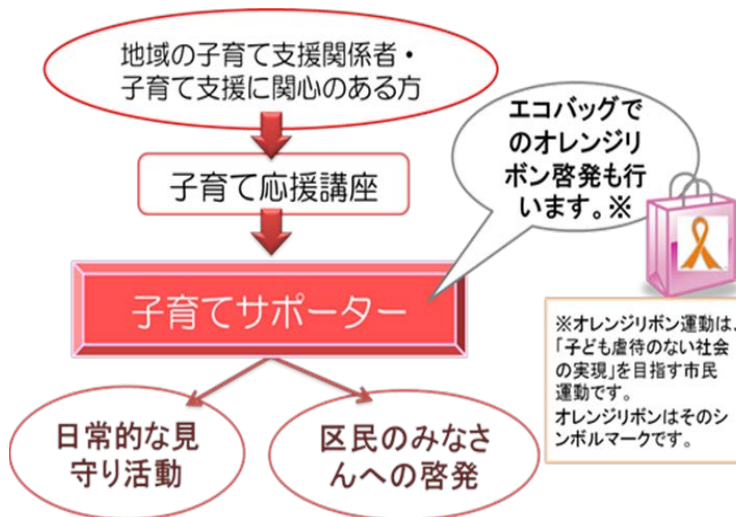 地域の子育て支援関係者・
子育て支援に関心のある方
子育て応援講座
エコバッグで
のオレンジリ
ボン啓発も行
います。※
子育てサポーター
※オレンジリボン運動は、
「子ども虐待のない社会
の実現」を目指す市民
運動です。
オレンジリボンはそのシ
ンボルマークです。
日常的な見
守り活動
区民のみなさ
んへの啓発